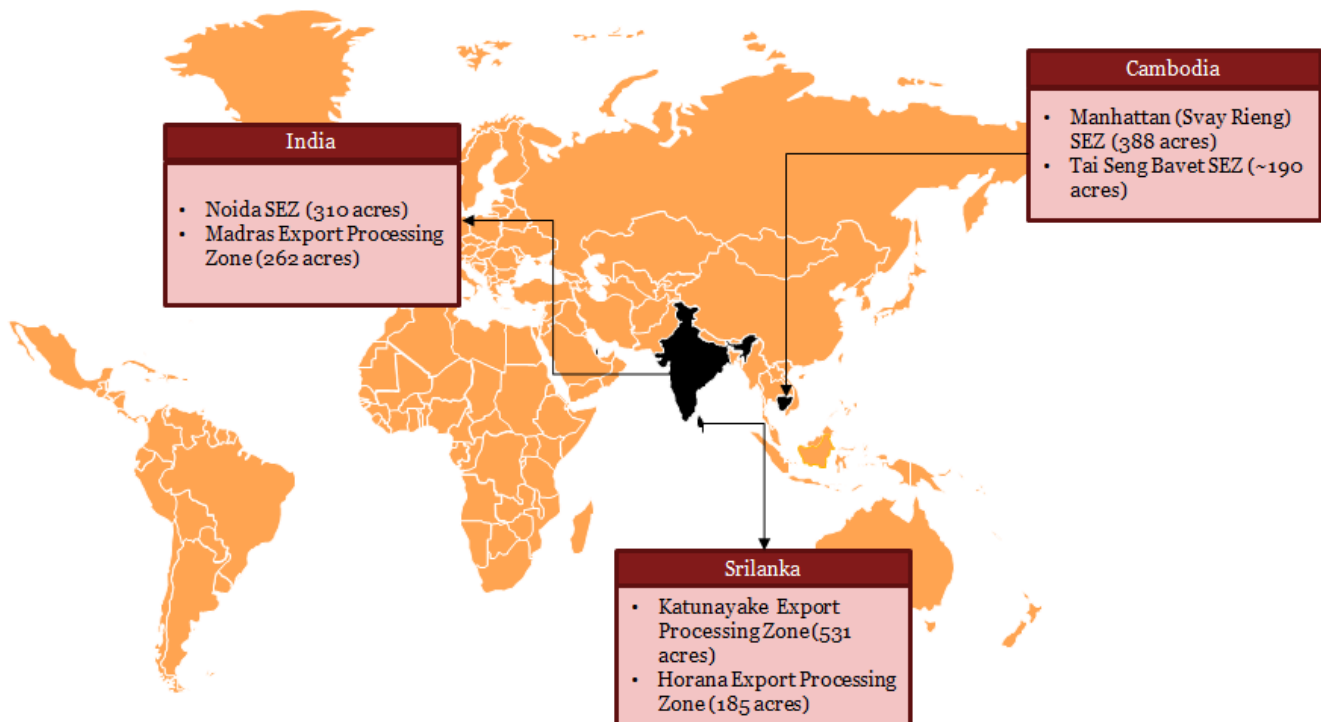 India
• Noida SEZ (310 acres)
• Madras Export Processing
Zone (262 acres)
Cambodia
• Manhattan (Svay Rieng)
SEZ (388 acres)
• Tai Seng Bavet SEZ (~190
acres)
Srilanka
• Katunayake Export
Processing Zone (531
acres)
• Horana Export Processing
Zone (185 acres)